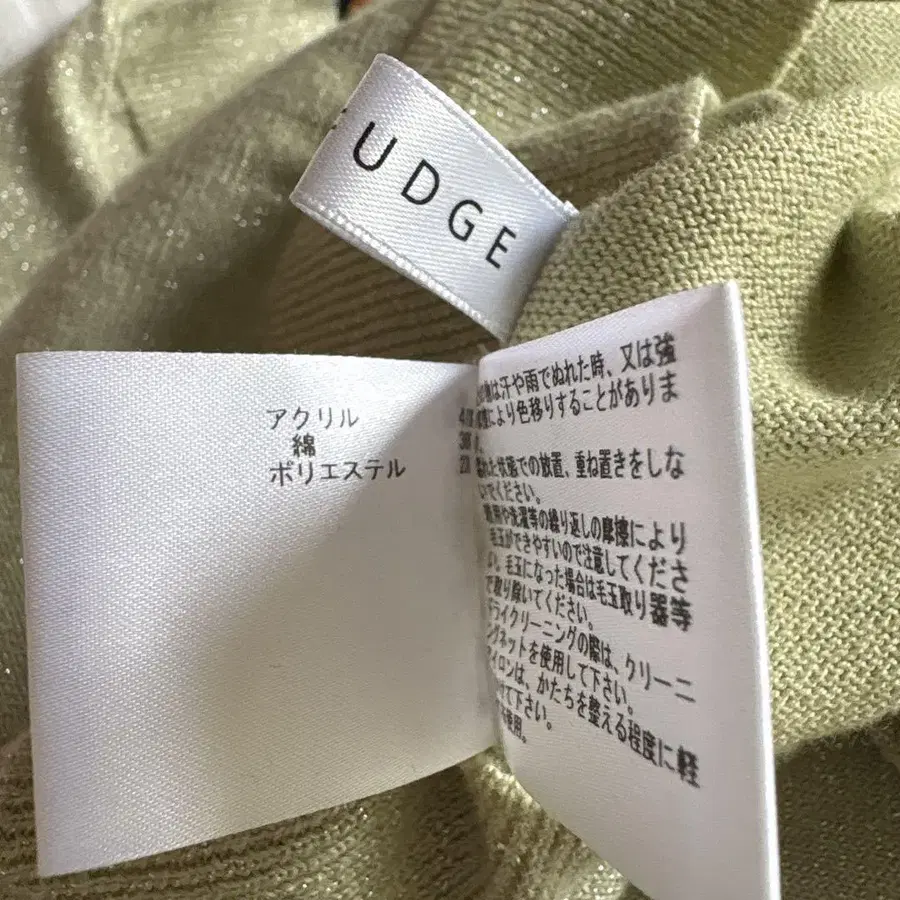 UDGE
アクリル
綿
ポリエステル
は汗や雨でぬれた時、又は強
により色移りすることがありま
れた状態での放置、重ね置きをしな
でください。
用や洗濯等の繰り返しの摩擦により
毛玉ができやすいので注意してくださ
毛玉になった場合は毛玉取り器等
で取り除いてください。
ドライクリーニングの際は、クリーニ
ングネットを使用して下さい。
アイロンは、かたちを整える程度に軽
て下さい。
使用。